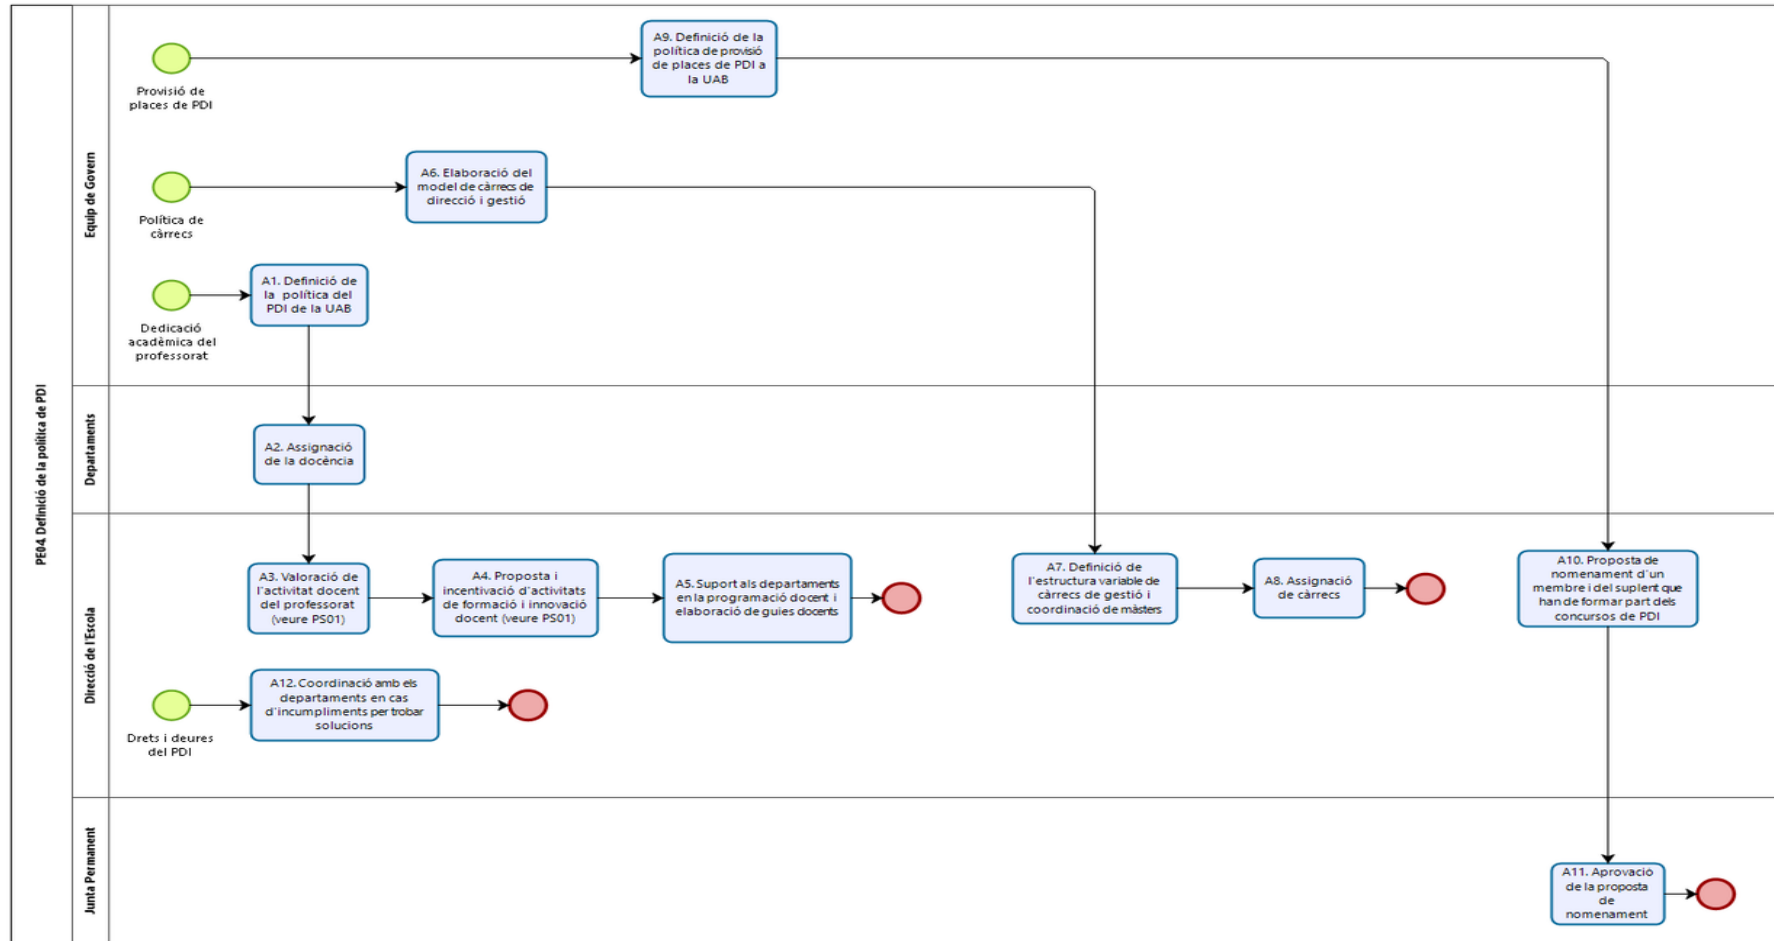 PE04. Definició de la política de PDI
Equip de Govern
Provisió de
places de PDI
A9. Definició de la
política de provisió
de places de PDI a
la UAB
Política de
càrrecs
A6. Elaboració del
model de càrrecs de
direcció i gestió
Dedicació
acadèmica del
professorat
A1. Definició de
la política del
PDI de la UAB
Departaments
A2. Assignació
de la docència
Direcció de l'Escola
A3. Valoració de
l'activitat docent
del professorat
(veure PS01)
A4. Proposta i
incentivació d'activitats
de formació i innovació
docent (veure PS01)
A5. Suport als departaments
en la programació docent i
elaboració de guies docents
A7. Definició de
l'estructura variable de
càrrecs de gestió i
coordinació de màsters
A8. Assignació
de càrrecs
A10. Proposta de
nomenament d'un
membre i del suplent que
han de formar part dels
concursos de PDI
Drets i deures
del PDI
A12. Coordinació amb els
departaments en cas
d'incumpliments per trobar
solucions
Junta Permanent
A11. Aprovació
de la proposta
de
nomenament